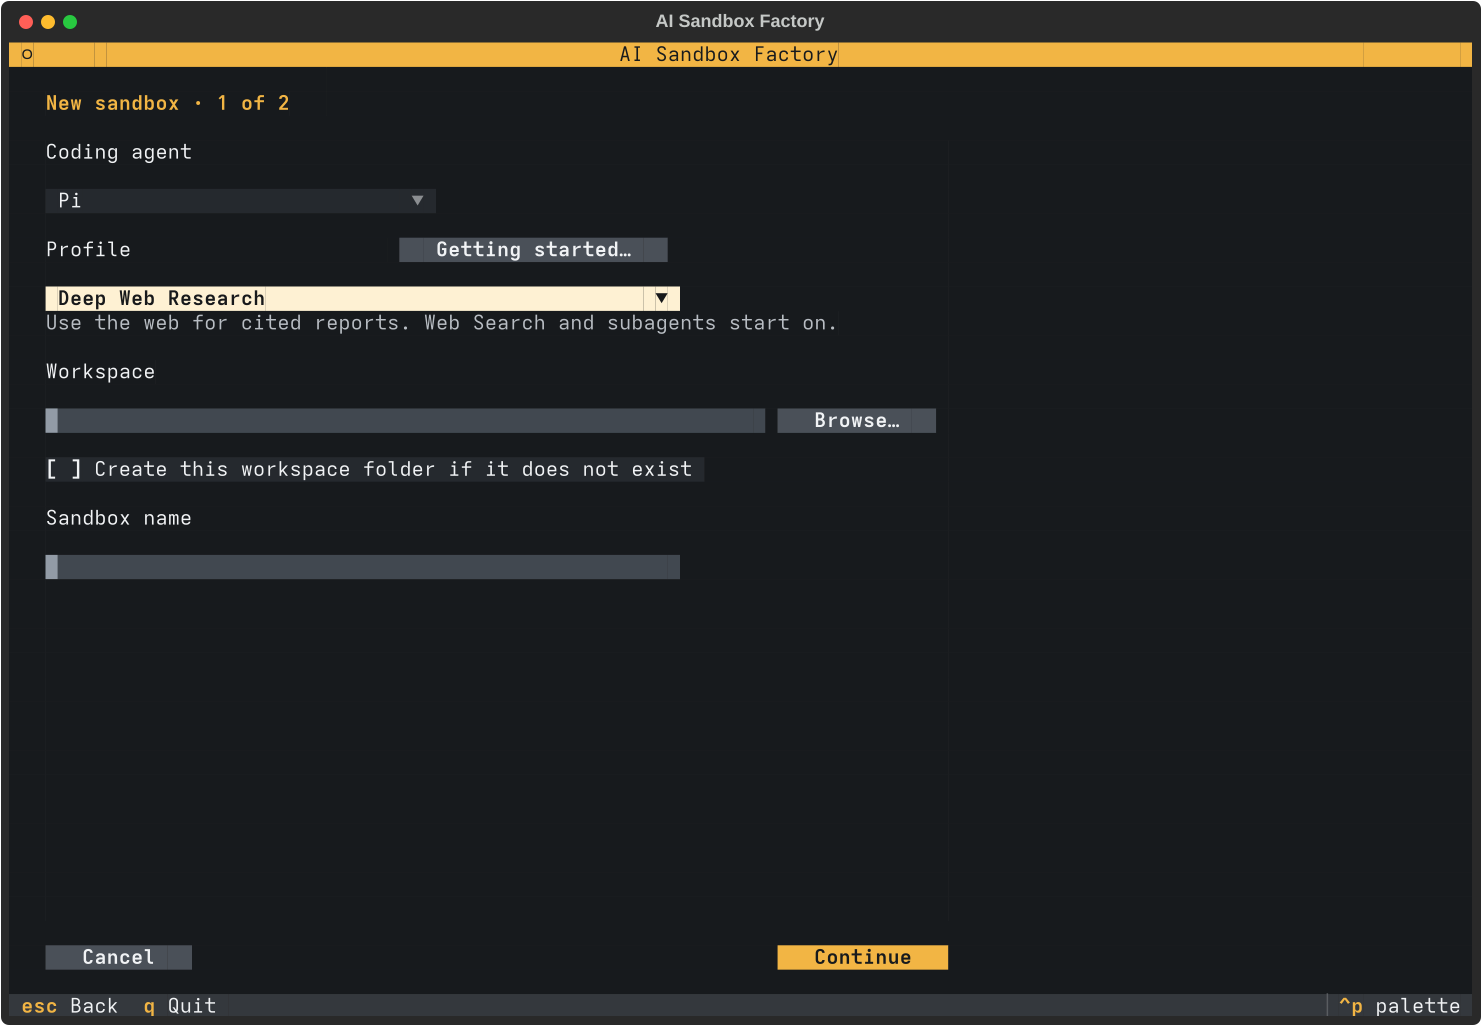 AI Sandbox Factory
O AI Sandbox Factory
New sandbox · 1 of 2
Coding agent
Pi ▼
Profile Getting started…
Deep Web Research ▼
Use the web for cited reports. Web Search and subagents start on.
Workspace
Browse…
[ ] Create this workspace folder if it does not exist
Sandbox name
Cancel Continue
esc Back q Quit ^p palette